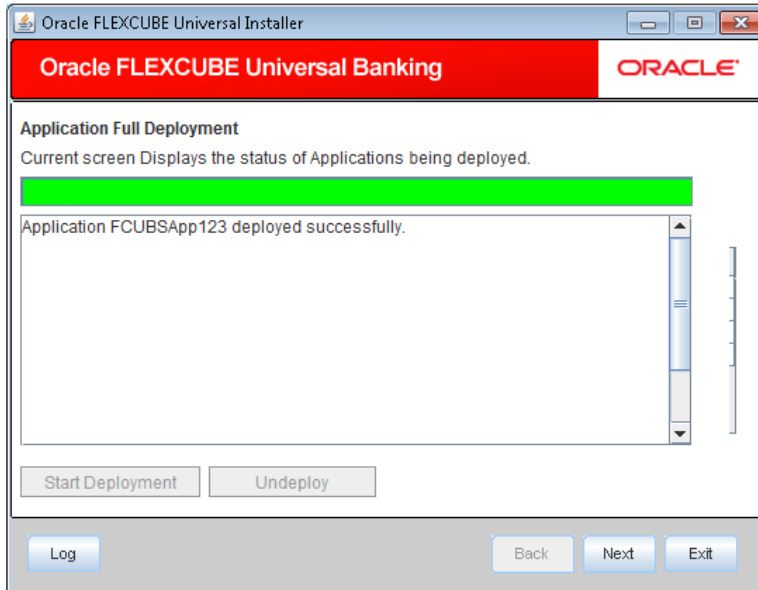 Oracle FLEXCUBE Universal Installer
Oracle FLEXCUBE Universal Banking
ORACLE
Application Full Deployment
Current screen Displays the status of Applications being deployed.
Application FCUBSApp123 deployed successfully.
Start Deployment Undeploy
Log Back Next Exit